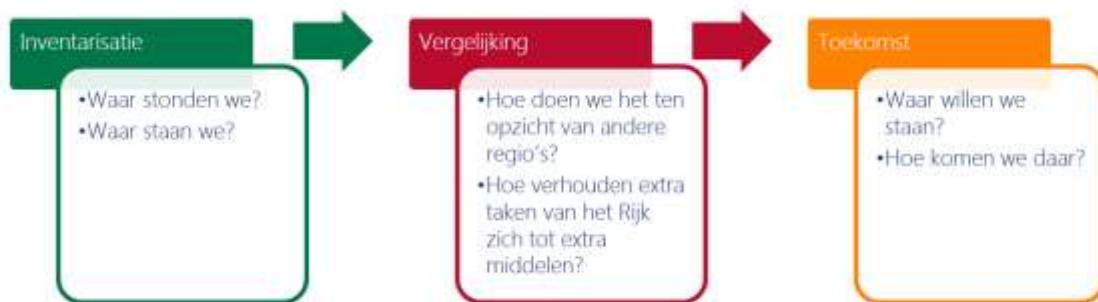 Inventarisatie
•Waar stonden we?
•Waar staan we?
Vergelijking
•Hoe doen we het ten
opzicht van andere
regio's?
•Hoe verhouden extra
taken van het Rijk
zich tot extra
middelen?
Toekomst
•Waar willen we
staan?
•Hoe komen we daar?